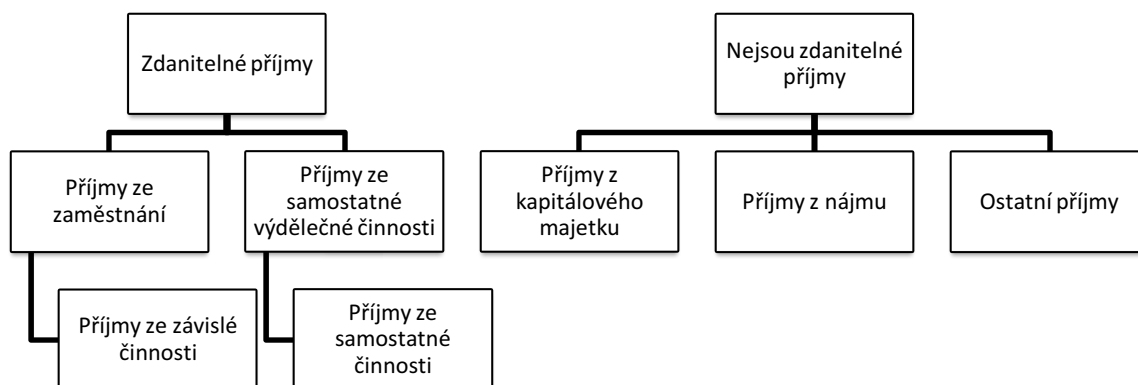 Zdanitelné příjmy
Nejsou zdanitelné
příjmy
Příjmy ze
zaměstnání
Příjmy ze
samostatné
výdělečné činnosti
Příjmy z
kapitálového
majetku
Příjmy z nájmu
Ostatní příjmy
Příjmy ze závislé
činnosti
Příjmy ze
samostatné
činnosti